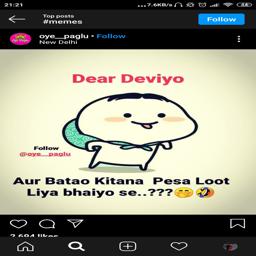 21:21
...7.6KB/s
Top posts
#memes
Follow
oye__paglu • Follow
New Delhi
Dear Deviyo
Follow
@oye__paglu
Aur Batao Kitana Pesa Loot
Liya bhaiyo se..???🤭🤣
2,694 likes